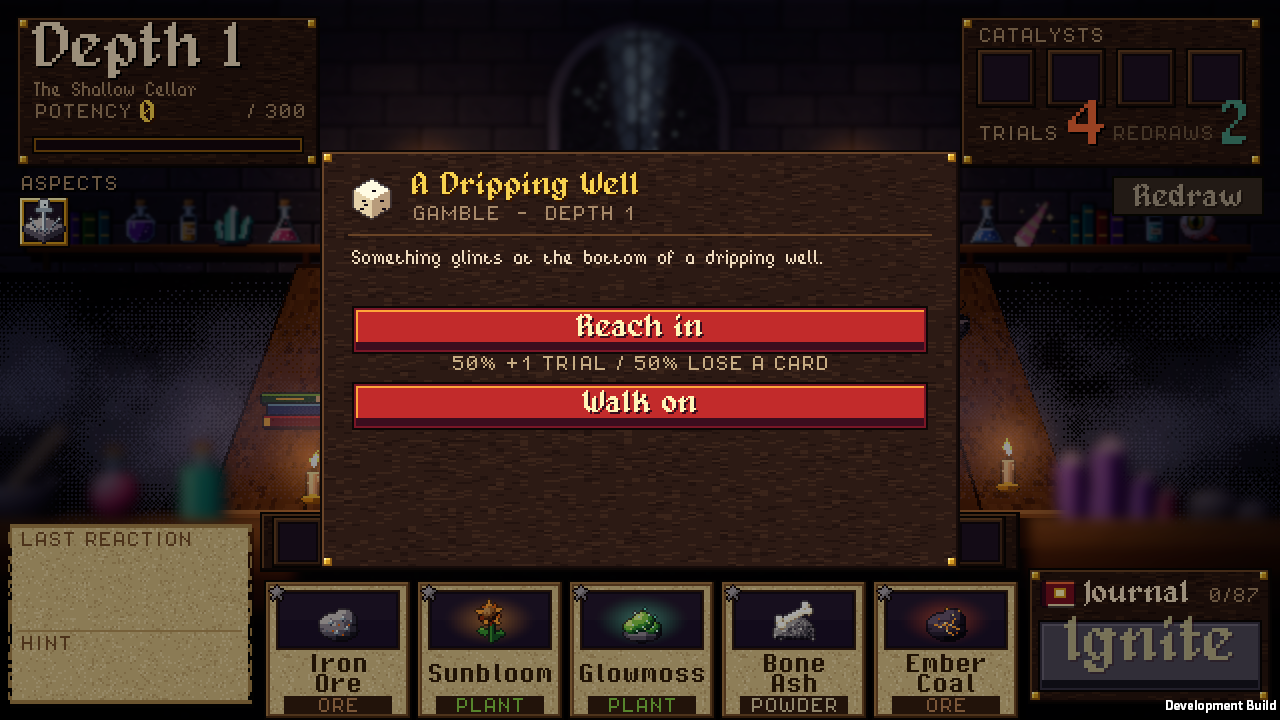 Depth 1
The Shallow Cellar
POTENCY 0 / 300
ASPECTS
CATALYSTS
TRIALS 4 REDRAWS 2
Redraw
A Dripping Well
GAMBLE - DEPTH 1
Something glints at the bottom of a dripping well.
Reach in
50% +1 TRIAL / 50% LOSE A CARD
Walk on
LAST REACTION
HINT
Iron
Ore
ORE
Sunbloom
PLANT
Glowmoss
PLANT
Bone
Ash
POWDER
Ember
Coal
ORE
Journal 0/87
Ignite
Development Build